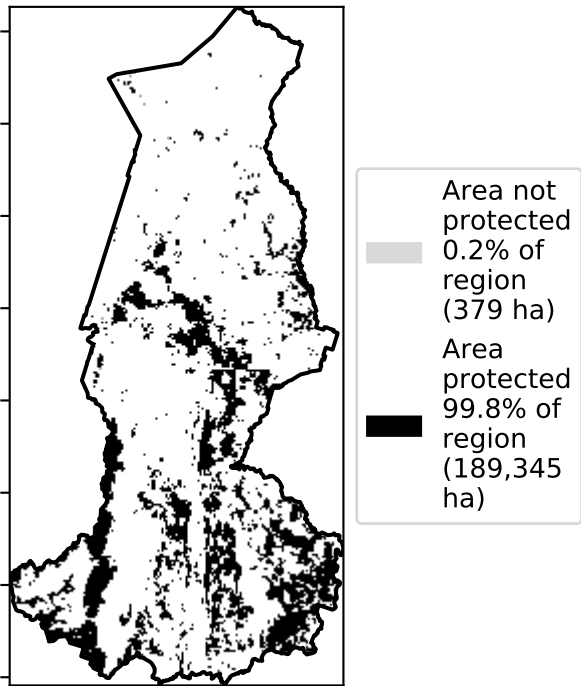 Area not
protected
0.2% of
region
(379 ha)
Area
protected
99.8% of
region
(189,345
ha)